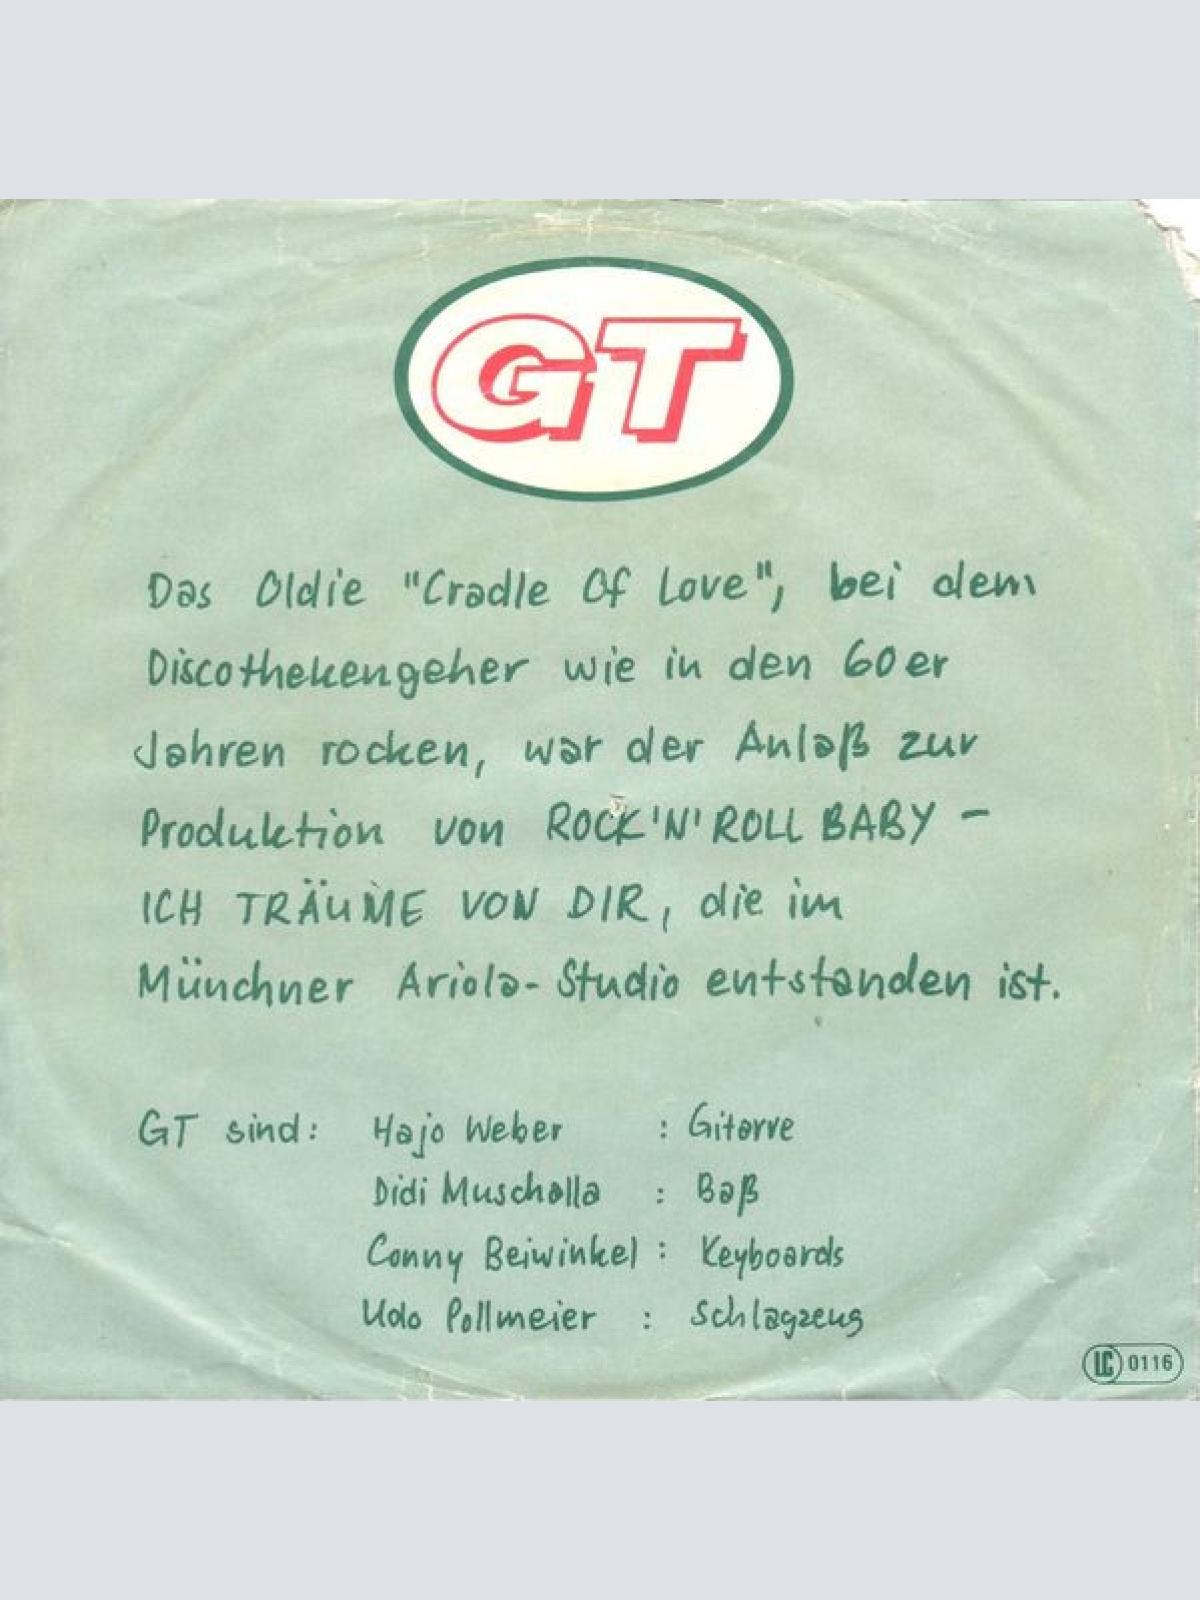 GT
Das Oldie "Cradle Of Love", bei dem
Discothekengeher wie in den 60er
Jahren rocken, war der Anlaß zur
Produktion von ROCK'N'ROLL BABY -
ICH TRÄUME VON DIR, die im
Münchner Ariola-Studio entstanden ist.
GT sind: Hajo Weber : Gitarre
Didi Muscholla : Baß
Conny Beiwinkel : Keyboards
Udo Pollmeier : Schlagzeug
LC 0116